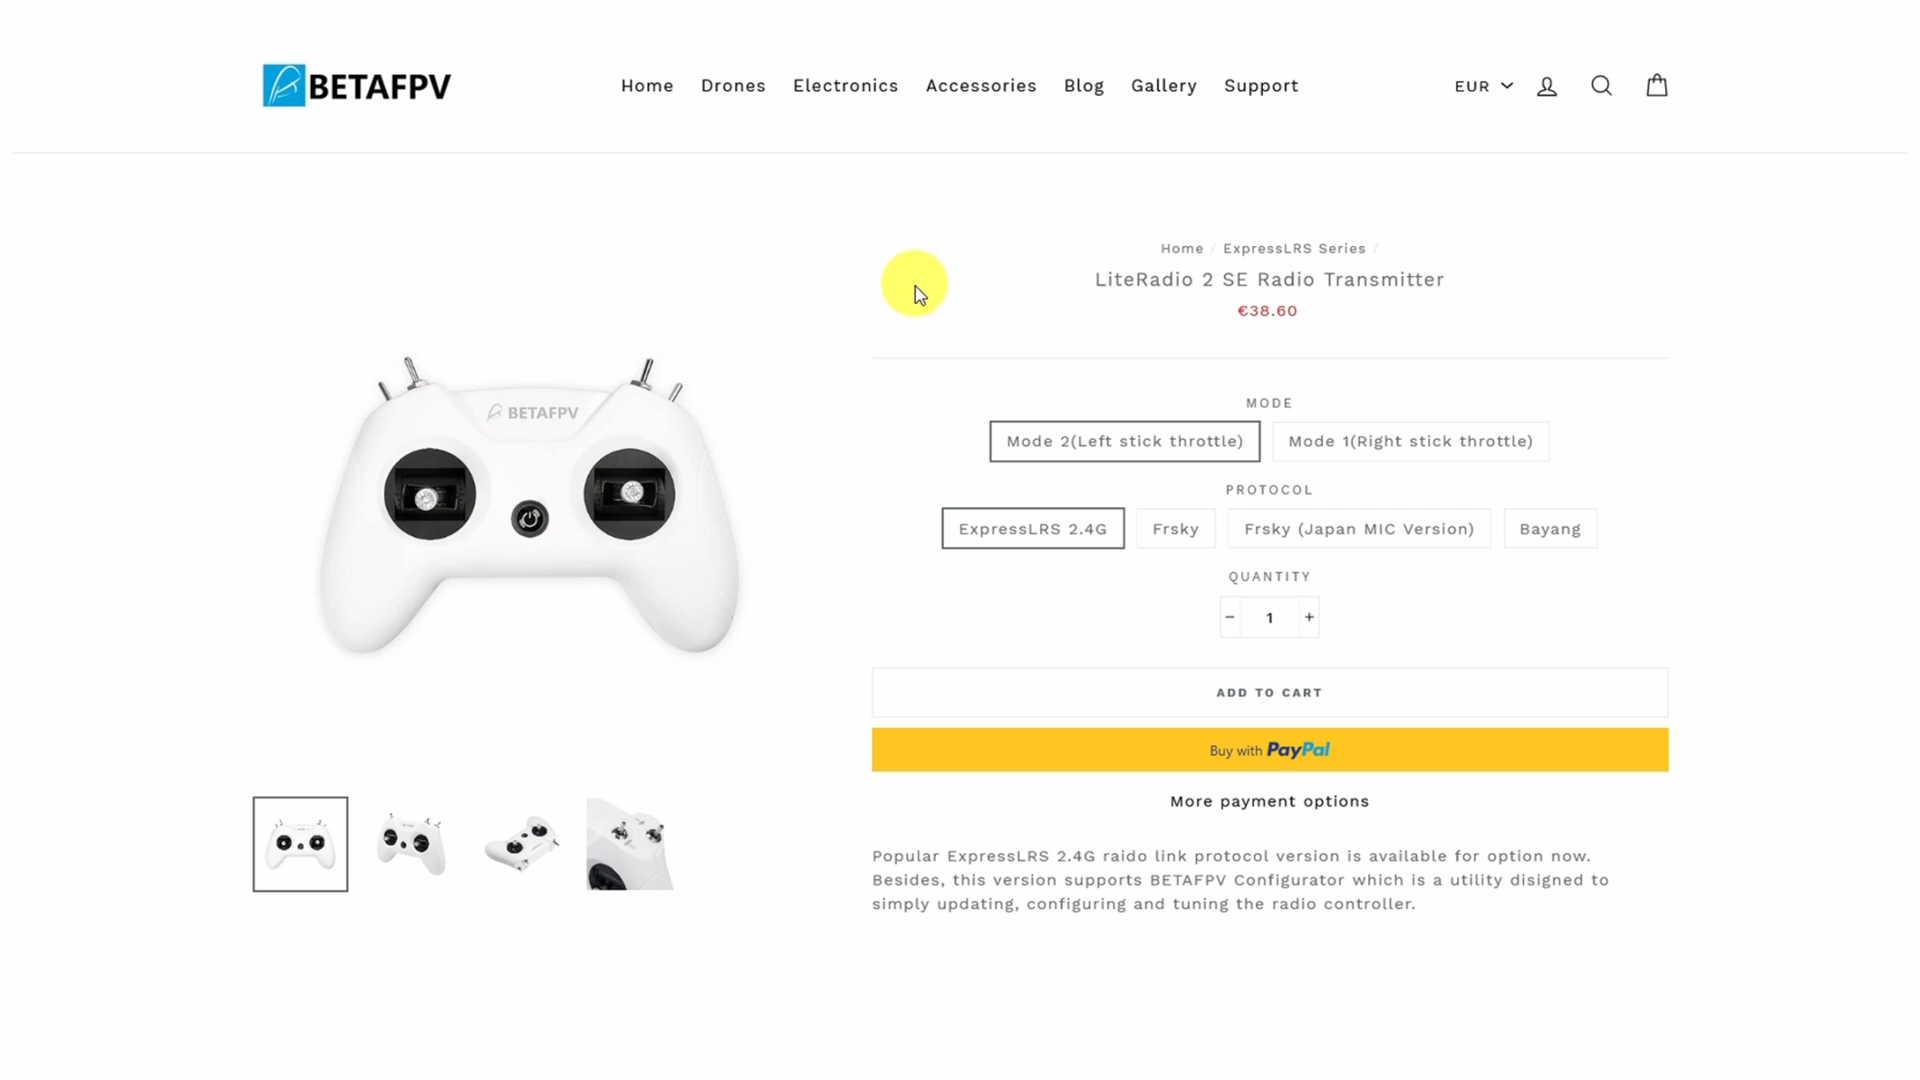 BETAFPV
Home Drones Electronics Accessories Blog Gallery Support
EUR
Home / ExpressLRS Series /
LiteRadio 2 SE Radio Transmitter
€38.60
BETAFPV
MODE
Mode 2(Left stick throttle) Mode 1(Right stick throttle)
PROTOCOL
ExpressLRS 2.4G Frsky Frsky (Japan MIC Version) Bayang
QUANTITY
− 1 +
ADD TO CART
Buy with PayPal
More payment options
Popular ExpressLRS 2.4G raido link protocol version is available for option now.
Besides, this version supports BETAFPV Configurator which is a utility disigned to
simply updating, configuring and tuning the radio controller.